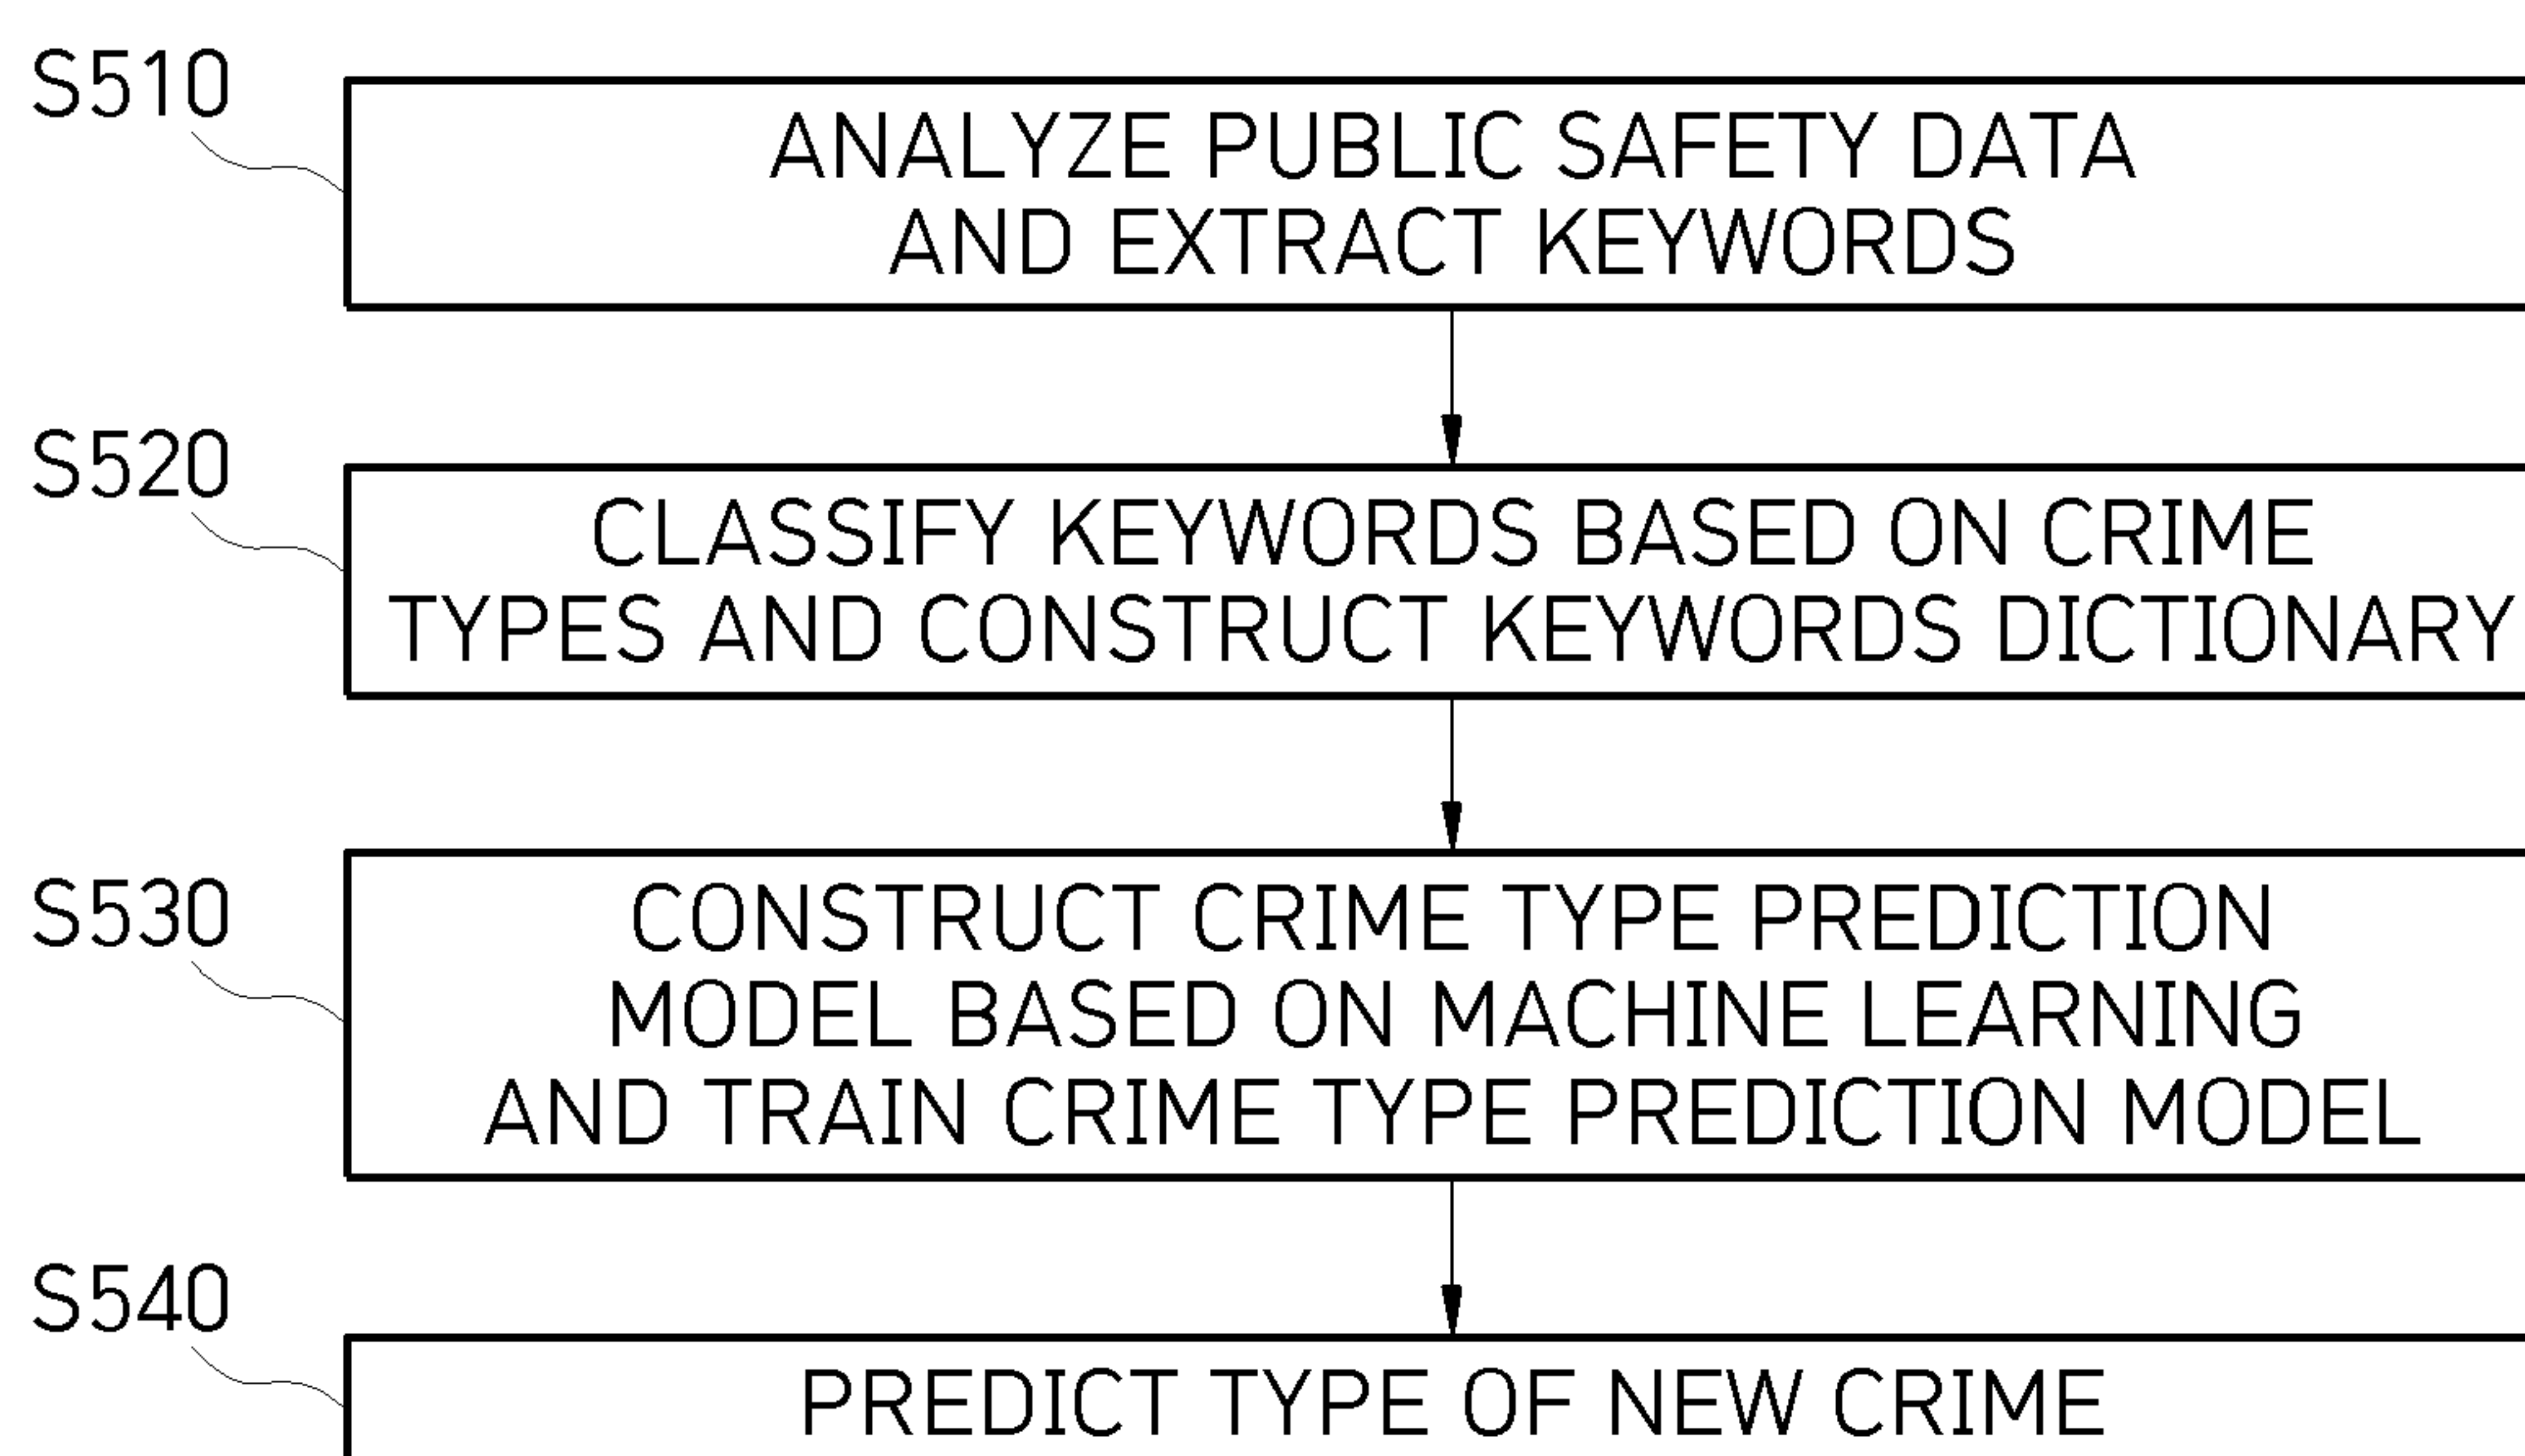 S510
ANALYZE PUBLIC SAFETY DATA
AND EXTRACT KEYWORDS
S520
CLASSIFY KEYWORDS BASED ON CRIME
TYPES AND CONSTRUCT KEYWORDS DICTIONARY
S530
CONSTRUCT CRIME TYPE PREDICTION
MODEL BASED ON MACHINE LEARNING
AND TRAIN CRIME TYPE PREDICTION MODEL
S540
PREDICT TYPE OF NEW CRIME